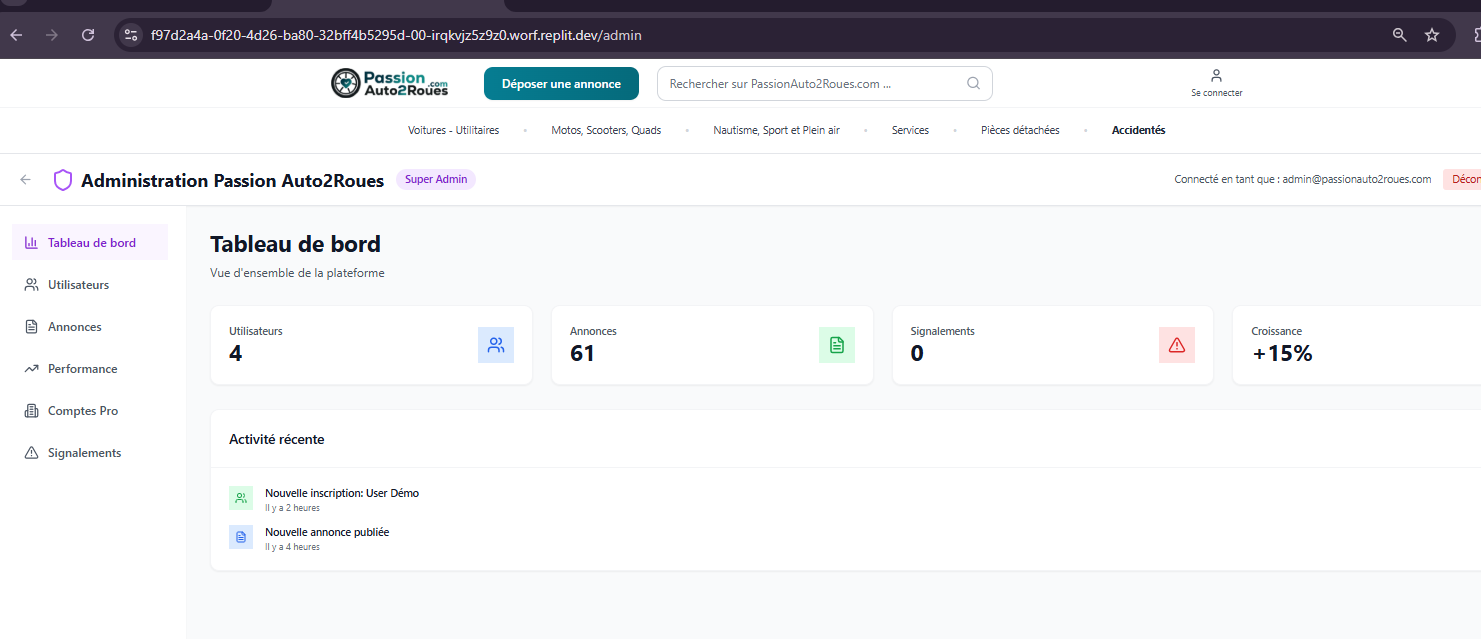 f97d2a4a-0f20-4d26-ba80-32bff4b5295d-00-irqkvjz5z9z0.worf.replit.dev/admin
Passion.com
Auto2Roues
Déposer une annonce
Rechercher sur PassionAuto2Roues.com ...
Se connecter
Voitures - Utilitaires • Motos, Scooters, Quads • Nautisme, Sport et Plein air • Services • Pièces détachées • Accidentés
Administration Passion Auto2Roues Super Admin
Connecté en tant que : admin@passionauto2roues.com Décon
Tableau de bord
Utilisateurs
Annonces
Performance
Comptes Pro
Signalements
Tableau de bord
Vue d'ensemble de la plateforme
Utilisateurs
4
Annonces
61
Signalements
0
Croissance
+15%
Activité récente
Nouvelle inscription: User Démo
Il y a 2 heures
Nouvelle annonce publiée
Il y a 4 heures